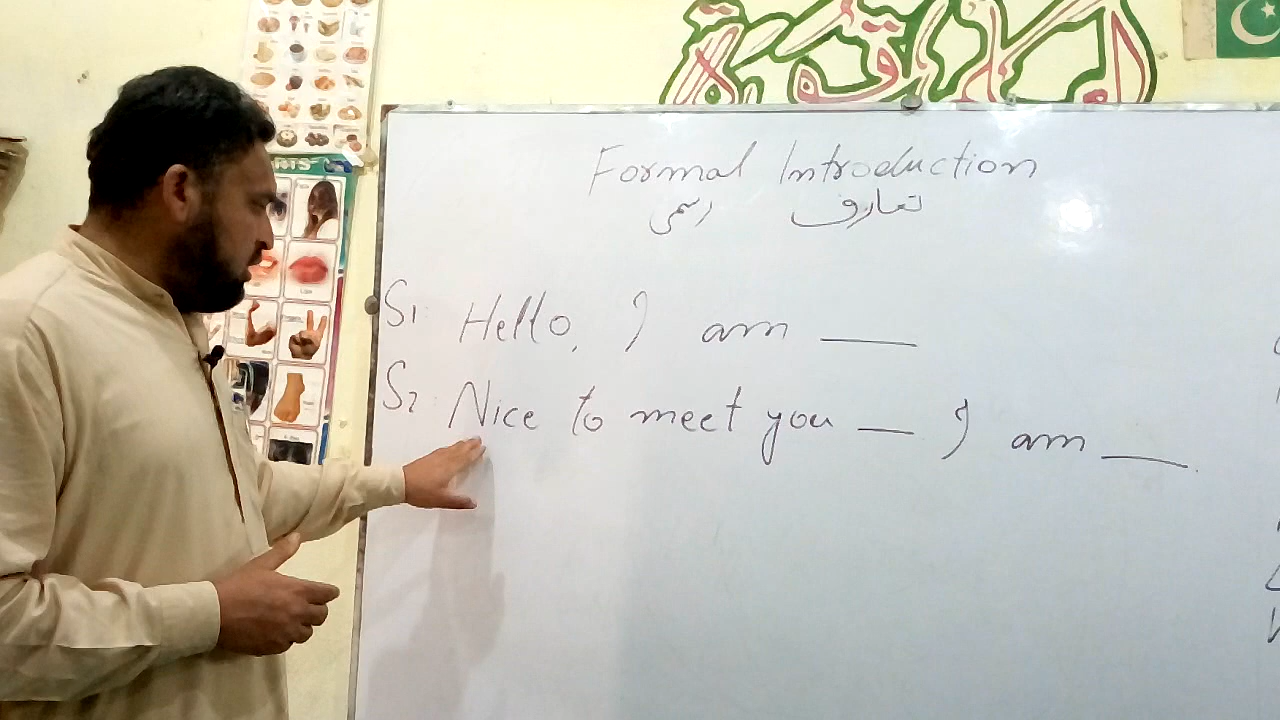 Formal Introduction
تعارف رسمی
S1: Hello, I am ___
S2: Nice to meet you ___ I am ___.